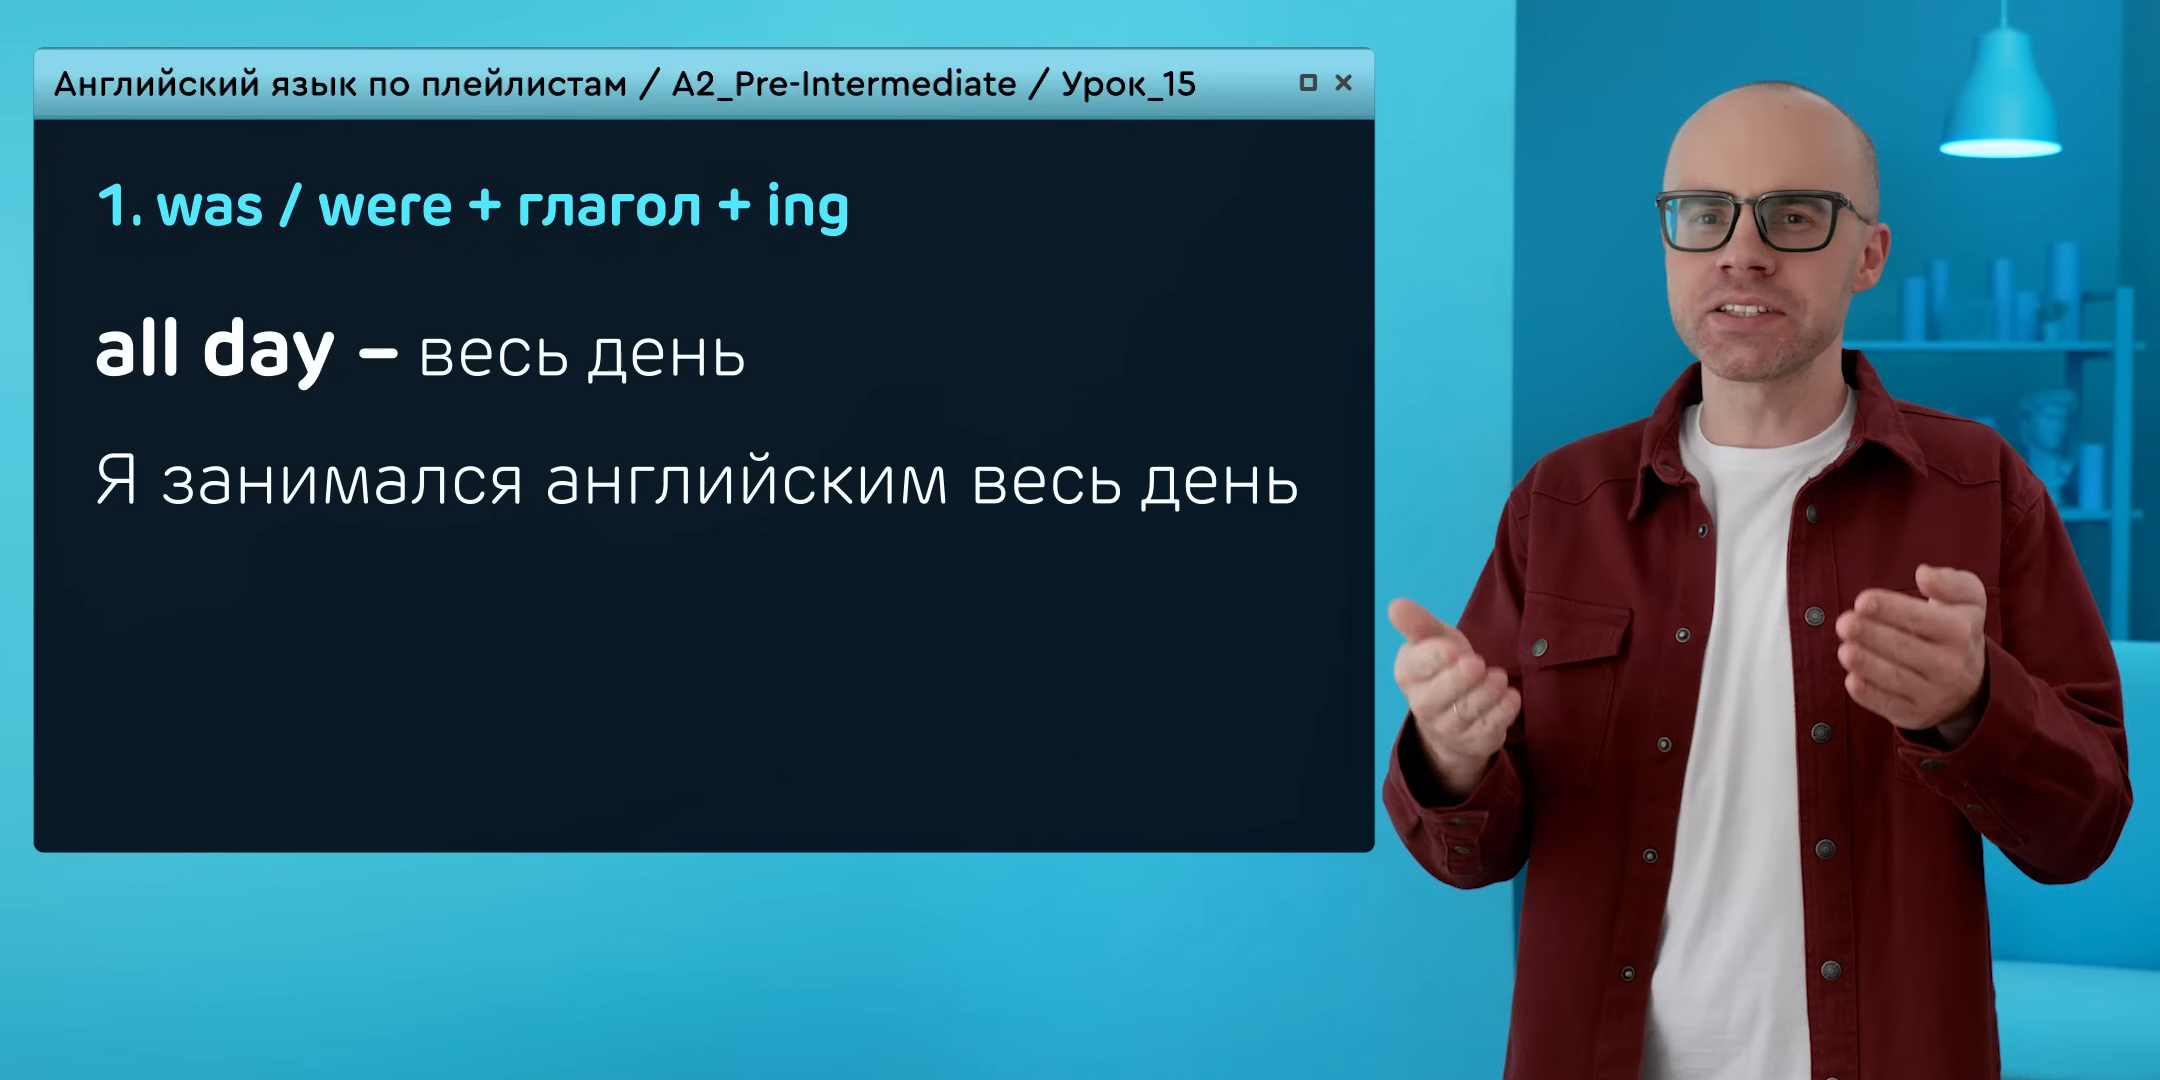 Английский язык по плейлистам / A2_Pre-Intermediate / Урок_15
1. was / were + глагол + ing
all day – весь день
Я занимался английским весь день